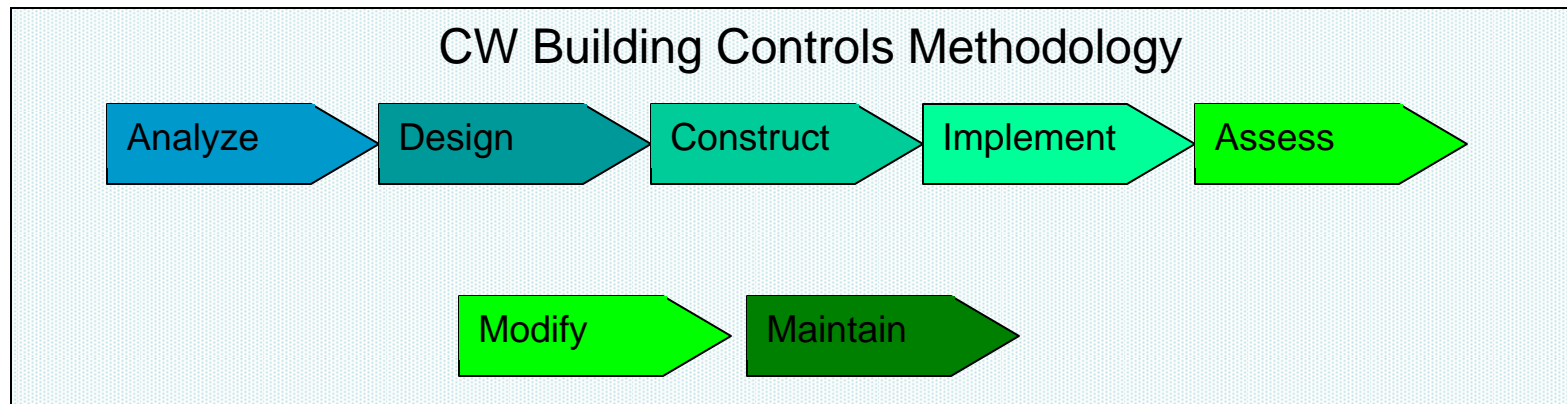 CW Building Controls Methodology
Analyze Design Construct Implement Assess
Modify Maintain